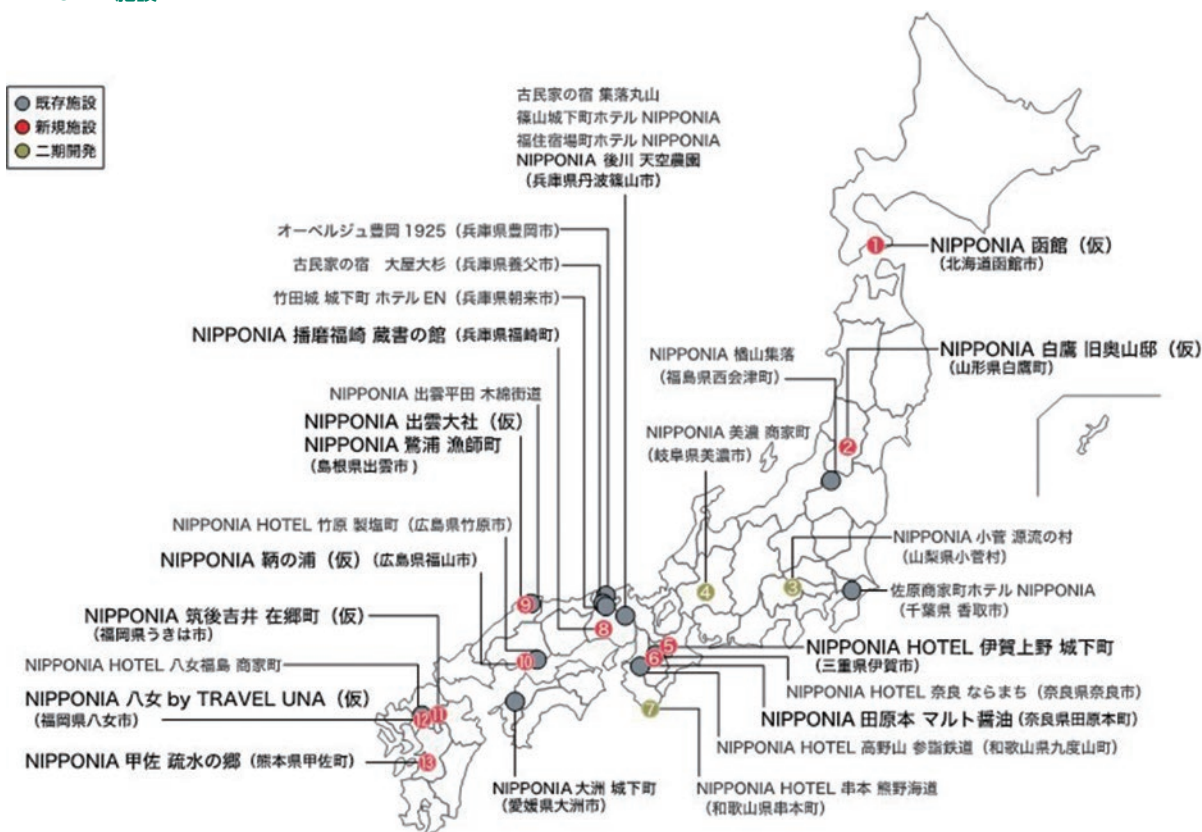 施設
既存施設
新規施設
二期開発
古民家の宿 集落丸山
篠山城下町ホテル NIPPONIA
福住宿場町ホテル NIPPONIA
NIPPONIA 後川 天空農園
（兵庫県丹波篠山市）
オーベルジュ豊岡 1925（兵庫県豊岡市）
古民家の宿　大屋大杉（兵庫県養父市）
竹田城 城下町 ホテル EN（兵庫県朝来市）
NIPPONIA 播磨福崎 蔵書の館（兵庫県福崎町）
NIPPONIA 出雲平田 木綿街道
NIPPONIA 出雲大社（仮）
NIPPONIA 鷺浦 漁師町
（島根県出雲市）
NIPPONIA HOTEL 竹原 製塩町（広島県竹原市）
NIPPONIA 鞆の浦（仮）（広島県福山市）
NIPPONIA 筑後吉井 在郷町（仮）
（福岡県うきは市）
NIPPONIA HOTEL 八女福島 商家町
NIPPONIA 八女 by TRAVEL UNA（仮）
（福岡県八女市）
NIPPONIA 甲佐 疏水の郷（熊本県甲佐町）
NIPPONIA 大洲 城下町
（愛媛県大洲市）
NIPPONIA 函館（仮）
（北海道函館市）
NIPPONIA 楢山集落
（福島県西会津町）
NIPPONIA 白鷹 旧奥山邸（仮）
（山形県白鷹町）
NIPPONIA 美濃 商家町
（岐阜県美濃市）
NIPPONIA 小菅 源流の村
（山梨県小菅村）
佐原商家町ホテル NIPPONIA
（千葉県 香取市）
NIPPONIA HOTEL 伊賀上野 城下町
（三重県伊賀市）
NIPPONIA HOTEL 奈良 ならまち（奈良県奈良市）
NIPPONIA 田原本 マルト醤油（奈良県田原本町）
NIPPONIA HOTEL 高野山 参詣鉄道（和歌山県九度山町）
NIPPONIA HOTEL 串本 熊野海道
（和歌山県串本町）
1
2
3
4
5
6
7
8
9
10
11
12
13